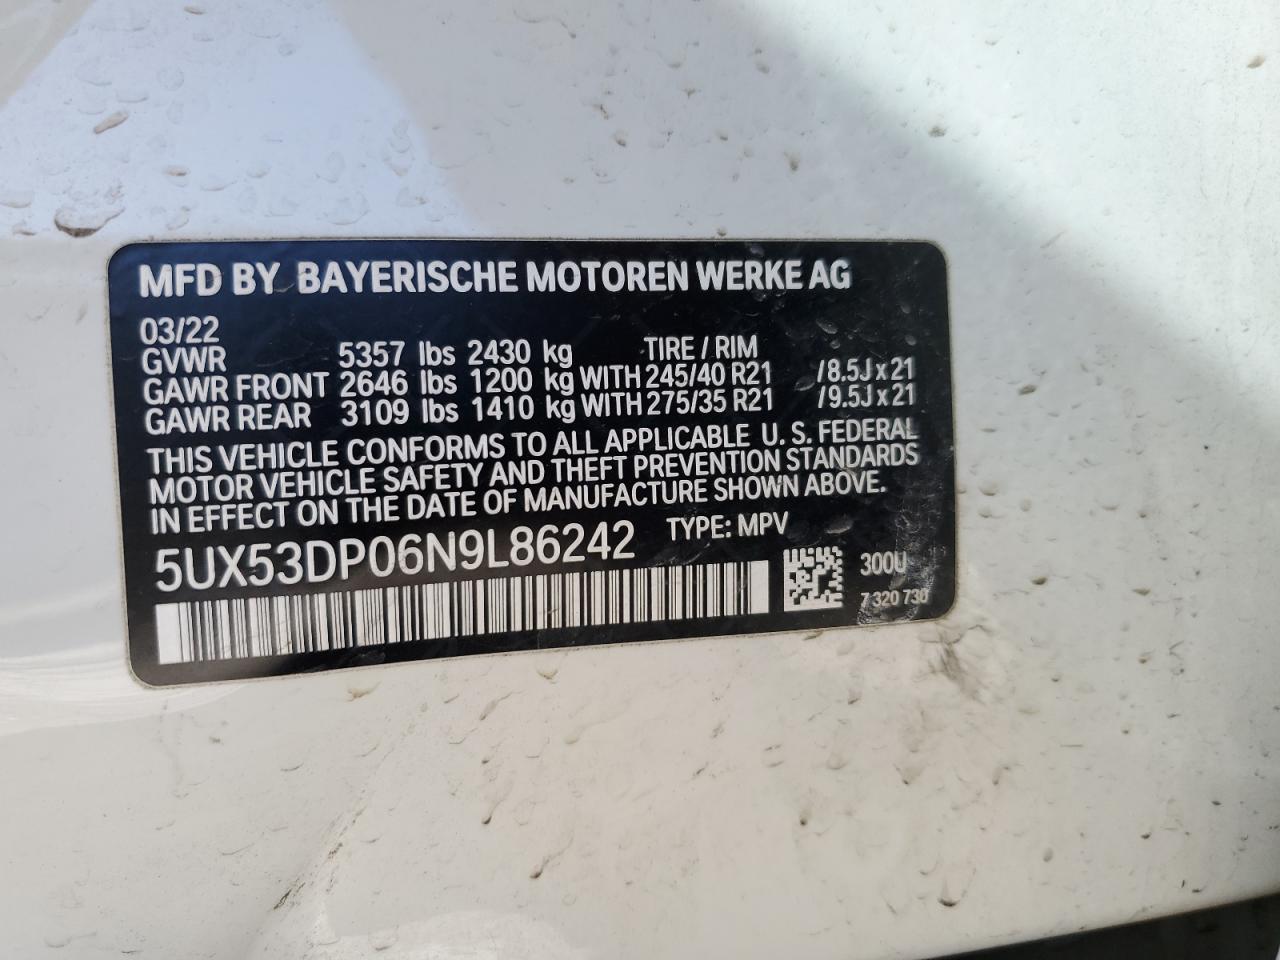 MFD BY BAYERISCHE MOTOREN WERKE AG
03/22
GVWR 5357 lbs 2430 kg TIRE / RIM
GAWR FRONT 2646 lbs 1200 kg WITH 245/40 R21 /8.5J x 21
GAWR REAR 3109 lbs 1410 kg WITH 275/35 R21 /9.5J x 21
THIS VEHICLE CONFORMS TO ALL APPLICABLE U. S. FEDERAL
MOTOR VEHICLE SAFETY AND THEFT PREVENTION STANDARDS
IN EFFECT ON THE DATE OF MANUFACTURE SHOWN ABOVE.
5UX53DP06N9L86242 TYPE: MPV
300U
7 320 730